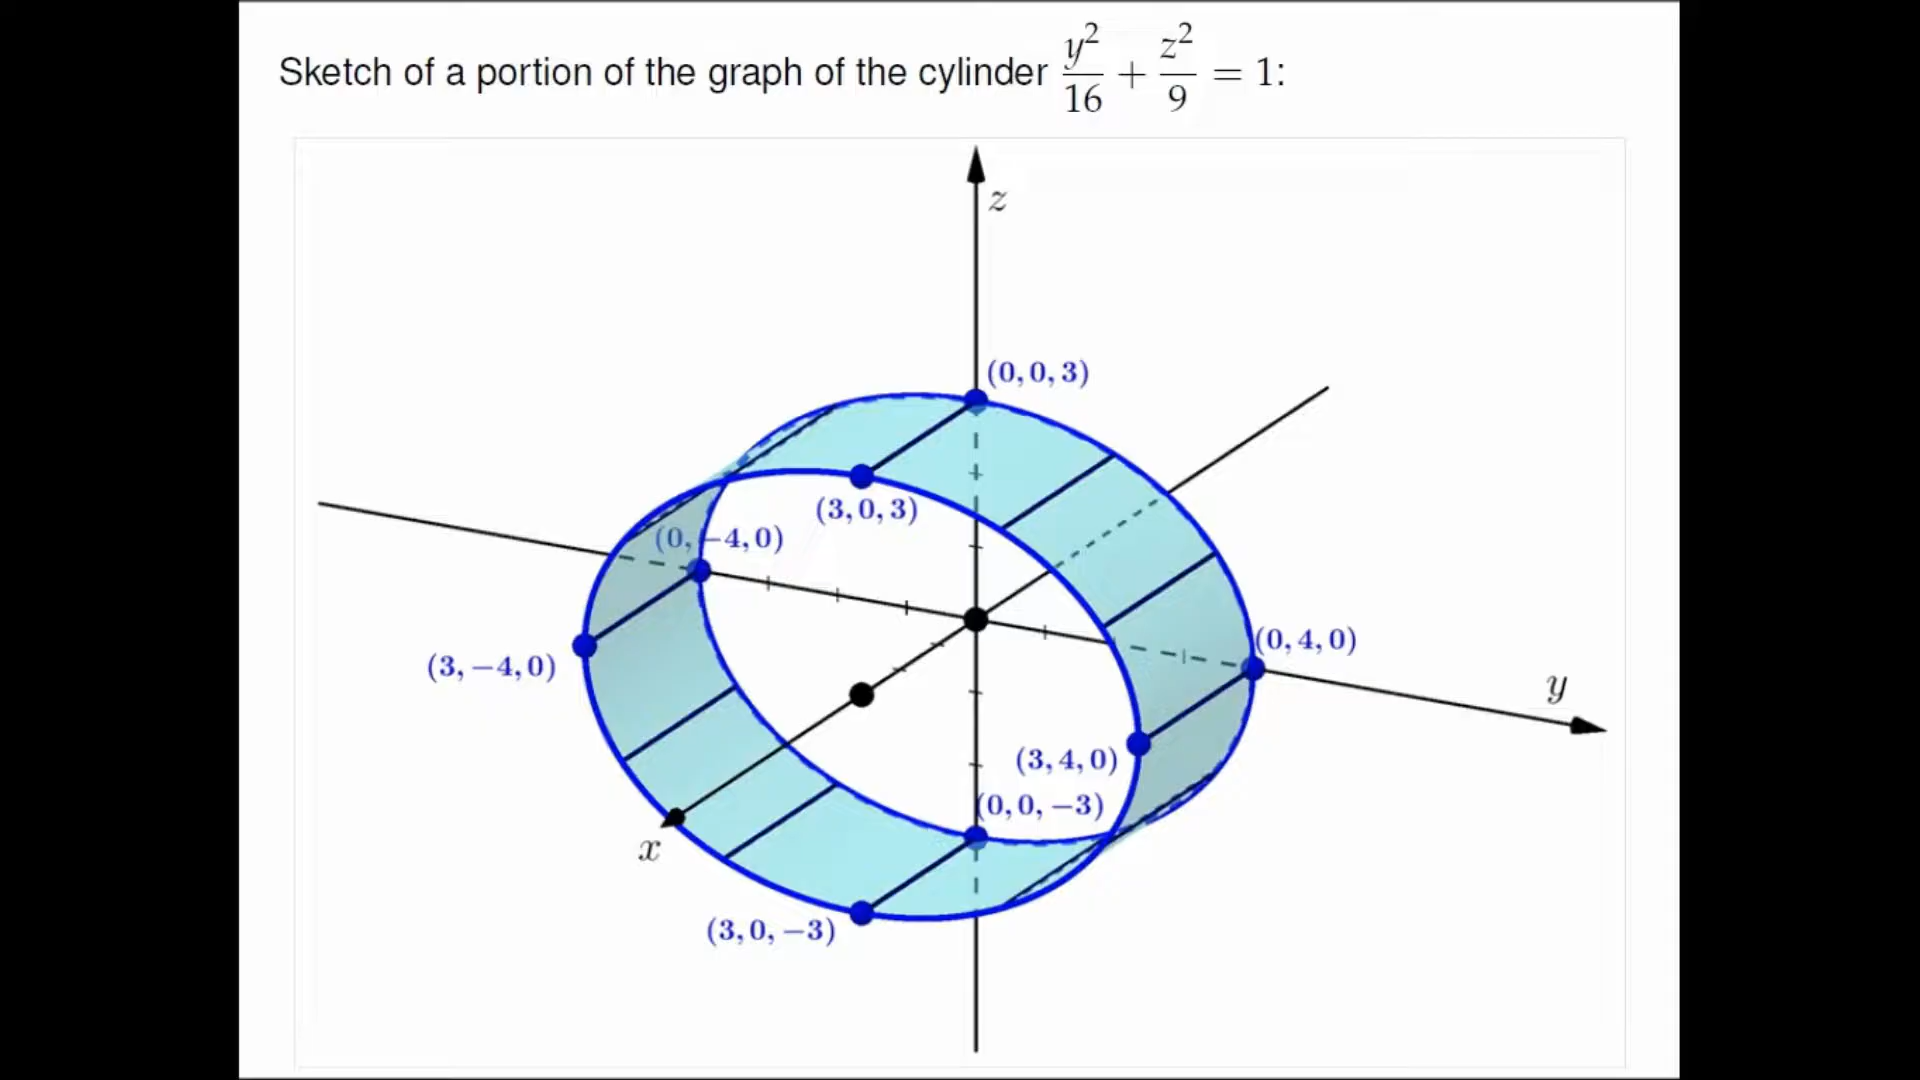 Sketch of a portion of the graph of the cylinder y²/16 + z²/9 = 1:
z
(0, 0, 3)
(3, 0, 3)
(0, −4, 0)
(0, 4, 0)
(3, −4, 0)
y
(3, 4, 0)
(0, 0, −3)
x
(3, 0, −3)